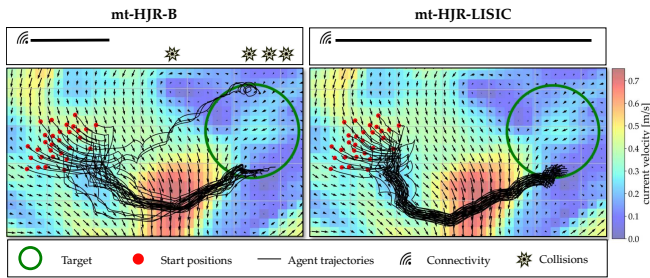 mt-HJR-B
mt-HJR-LISIC
0.7
0.6
0.5
0.4
0.3
0.2
0.1
0.0
current velocity [m/s]
Target
Start positions
Agent trajectories
Connectivity
Collisions